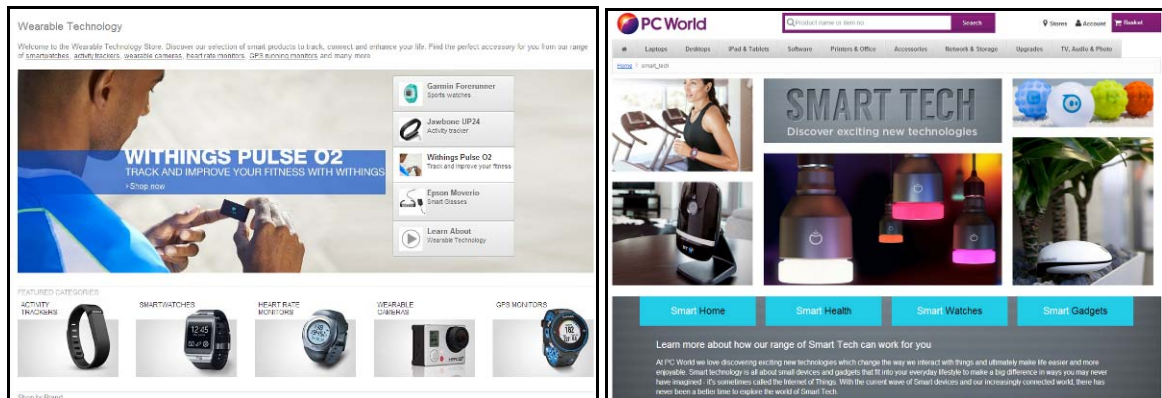 Wearable Technology
Welcome to the Wearable Technology Store. Discover our selection of smart products to track, connect and enhance your life. Find the perfect accessory for you from our range
of smartwatches, activity trackers, wearable cameras, heart rate monitors, GPS running monitors and many more
WITHINGS PULSE O2
TRACK AND IMPROVE YOUR FITNESS WITH WITHINGS
Shop now
Garmin Forerunner
Sports watches
Jawbone UP24
Activity tracker
Withings Pulse O2
Track and improve your fitness
Epson Moverio
Smart Glasses
Learn About
Wearable Technology
FEATURED CATEGORIES
ACTIVITY
TRACKERS
SMARTWATCHES
HEART RATE
MONITORS
WEARABLE
CAMERAS
GPS MONITORS
12:45
Shop by Brand
PC World
Product name or item no
Search
Stores
Account
Basket
Laptops
Desktops
iPad & Tablets
Software
Printers & Office
Accessories
Network & Storage
Upgrades
TV, Audio & Photo
Home / smart_tech
SMART TECH
Discover exciting new technologies
BT
Smart Home
Smart Health
Smart Watches
Smart Gadgets
Learn more about how our range of Smart Tech can work for you
At PC World we love discovering exciting new technologies which change the way we interact with things and ultimately make life easier and more
enjoyable. Smart technology is all about small devices and gadgets that fit into your everyday lifestyle to make a big difference in ways you may never
have imagined - it's sometimes called the Internet of Things. With the current wave of Smart devices and our increasingly connected world, there has
never been a better time to explore the world of Smart Tech.